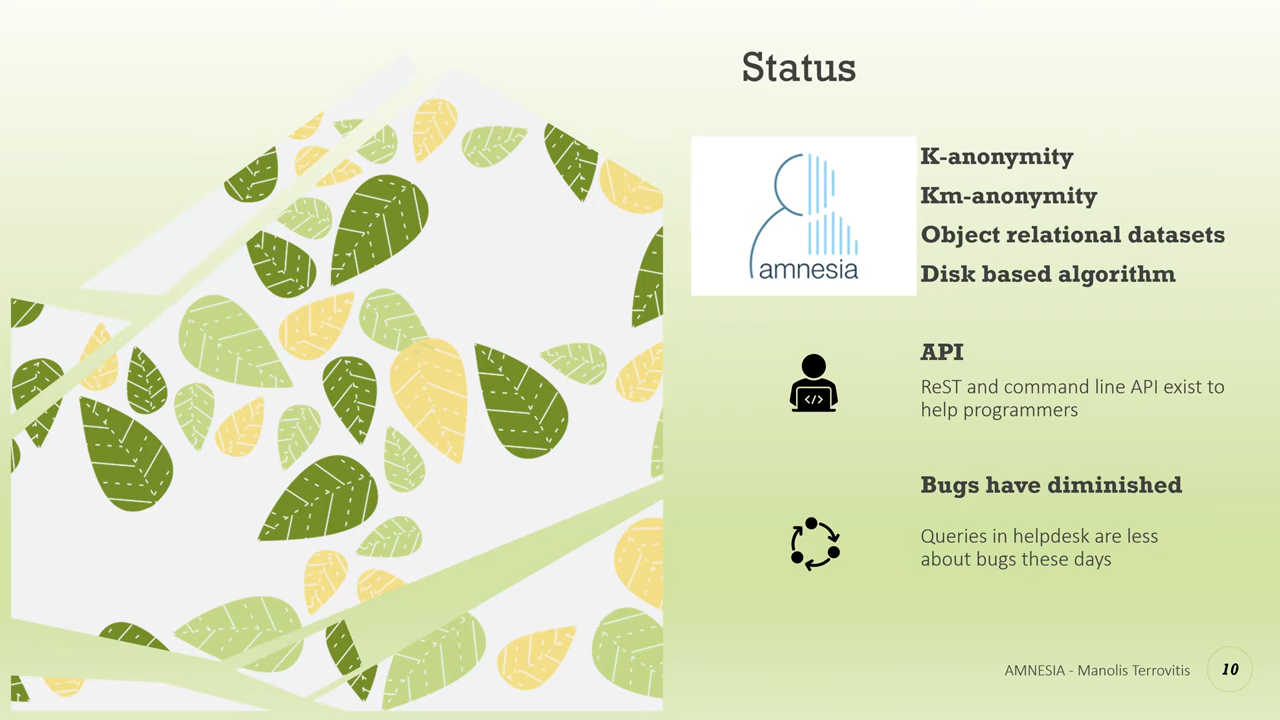 Status
amnesia
K-anonymity
Km-anonymity
Object relational datasets
Disk based algorithm
API
ReST and command line API exist to
help programmers
Bugs have diminished
Queries in helpdesk are less
about bugs these days
AMNESIA - Manolis Terrovitis
10